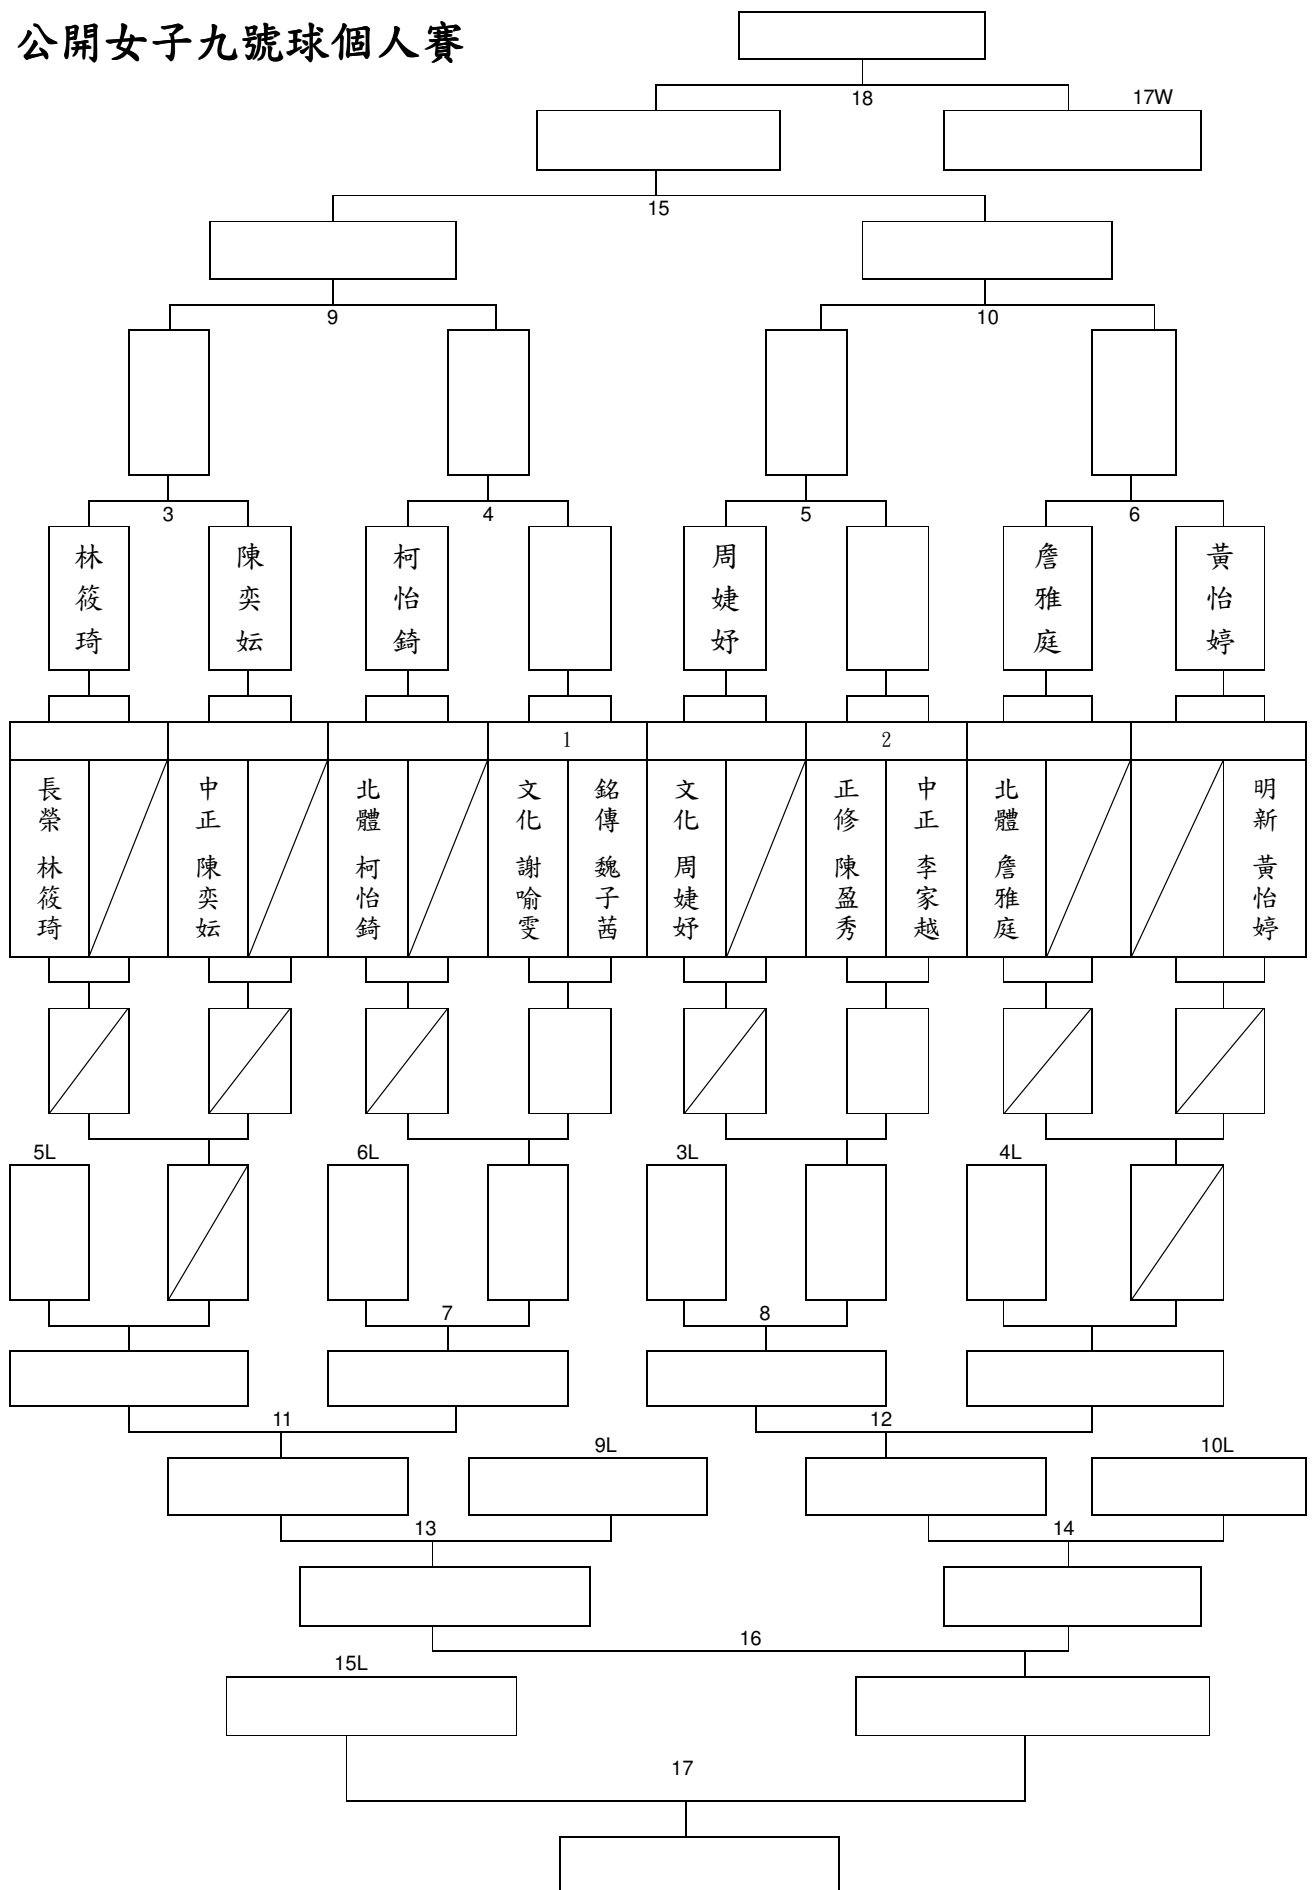 公開女子九號球個人賽
18
17W
15
9
10
3
4
5
6
林筱琦
陳奕妘
柯怡錡
周婕妤
詹雅庭
黃怡婷
1
2
長榮 林筱琦
中正 陳奕妘
北體 柯怡錡
文化 謝喻雯
銘傳 魏子茜
文化 周婕妤
正修 陳盈秀
中正 李家越
北體 詹雅庭
明新 黃怡婷
5L
6L
3L
4L
7
8
11
12
9L
10L
13
14
16
15L
17